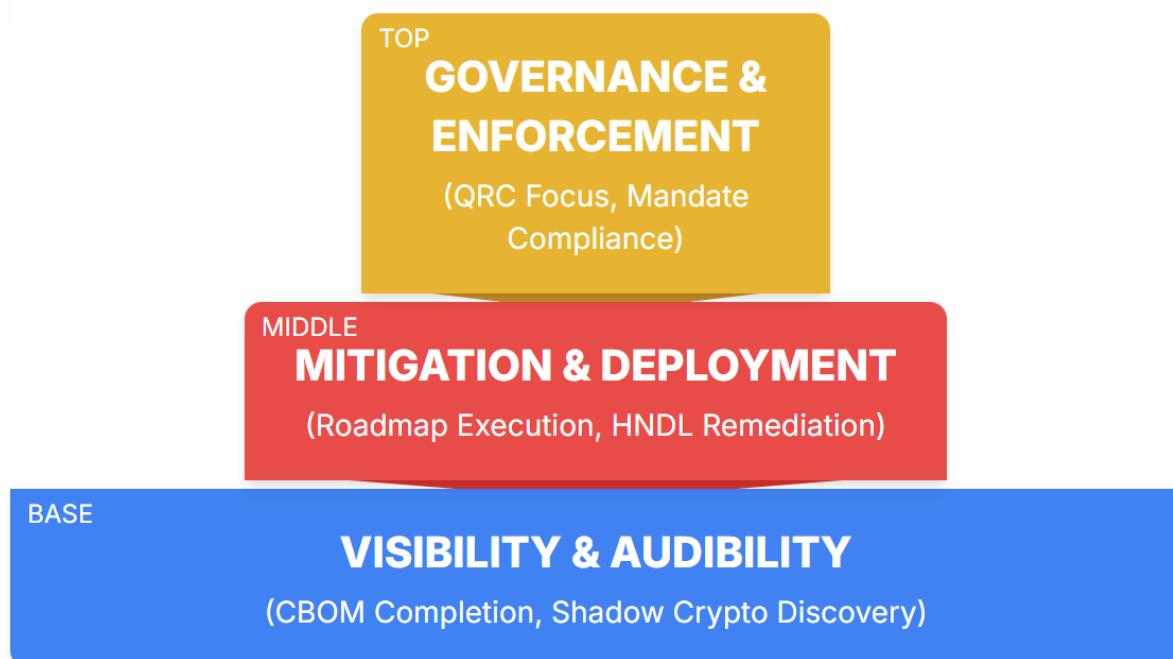 TOP
GOVERNANCE &
ENFORCEMENT
(QRC Focus, Mandate
Compliance)
MIDDLE
MITIGATION & DEPLOYMENT
(Roadmap Execution, HNDL Remediation)
BASE
VISIBILITY & AUDIBILITY
(CBOM Completion, Shadow Crypto Discovery)